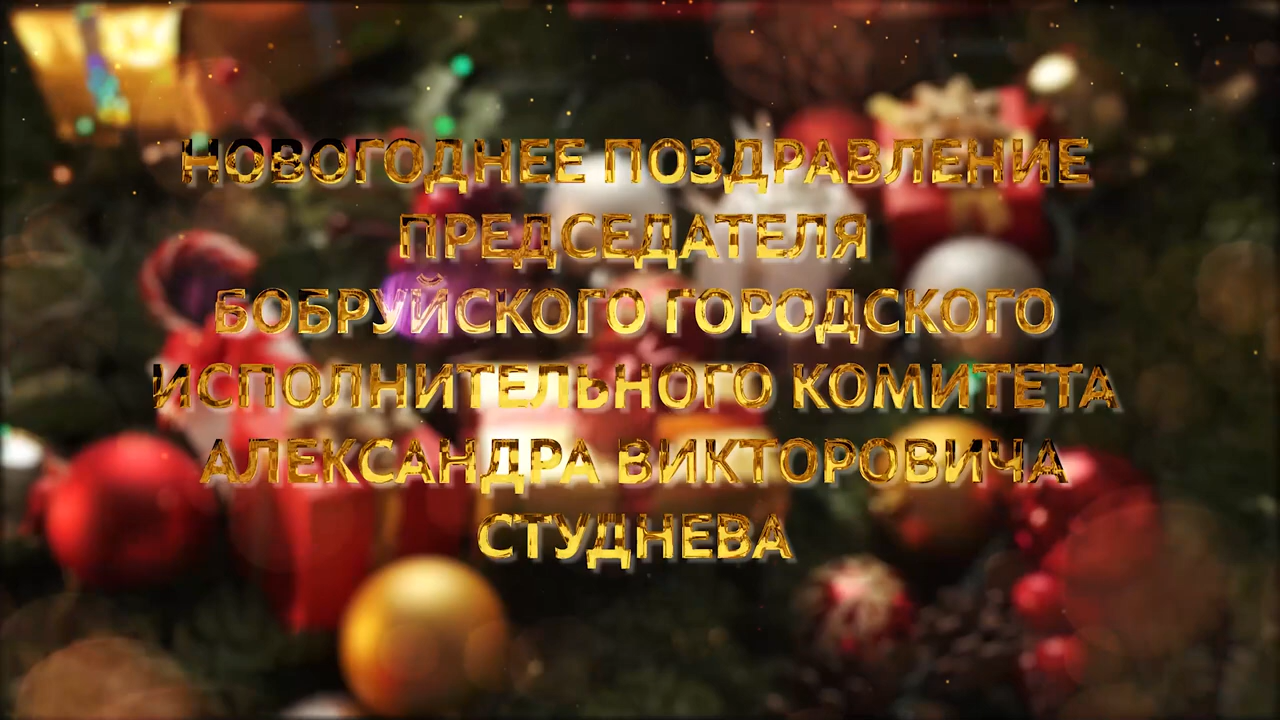 НОВОГОДНЕЕ ПОЗДРАВЛЕНИЕ
ПРЕДСЕДАТЕЛЯ
БОБРУЙСКОГО ГОРОДСКОГО
ИСПОЛНИТЕЛЬНОГО КОМИТЕТА
АЛЕКСАНДРА ВИКТОРОВИЧА
СТУДНЕВА